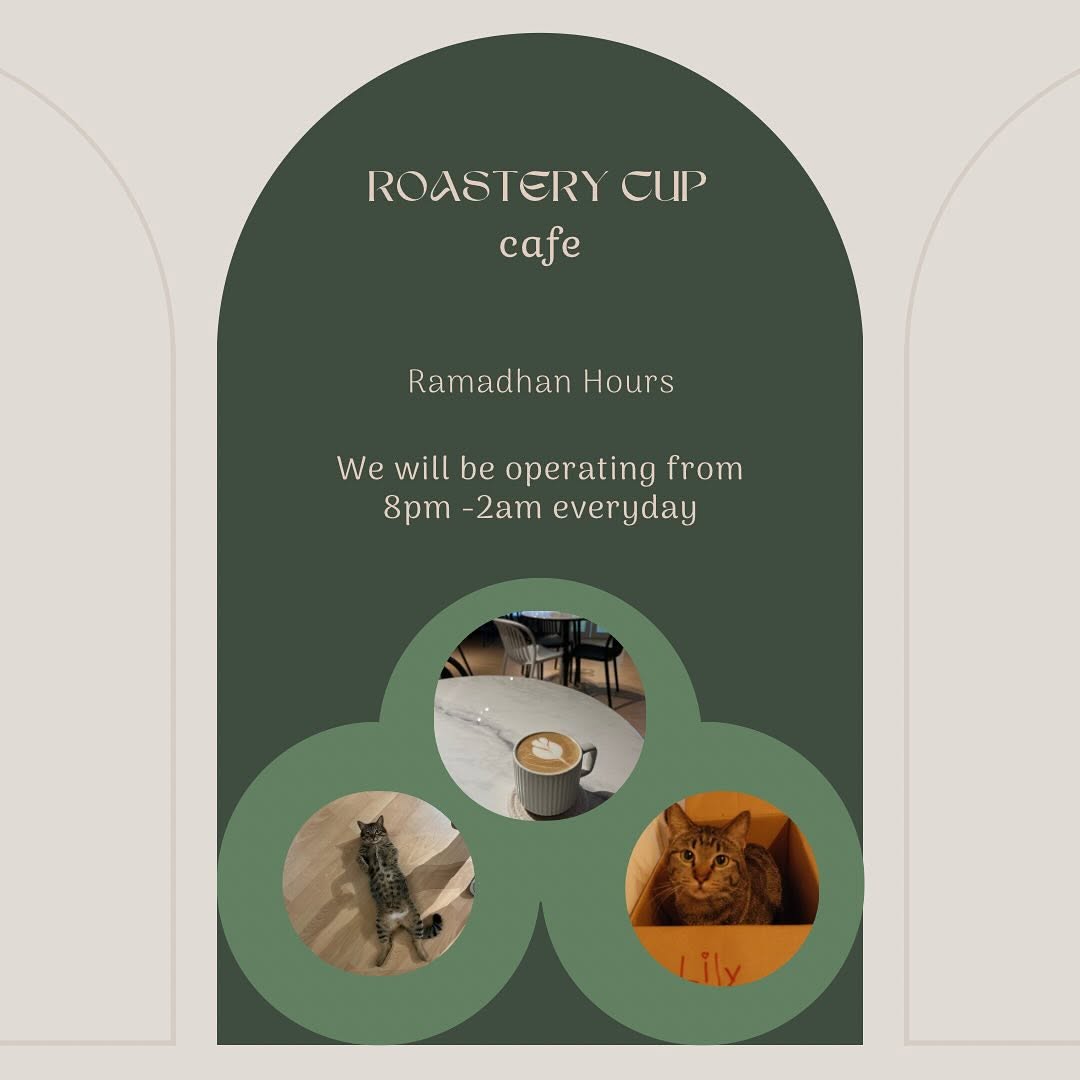 ROASTERY CUP
cafe
Ramadhan Hours
We will be operating from
8pm -2am everyday
Lily